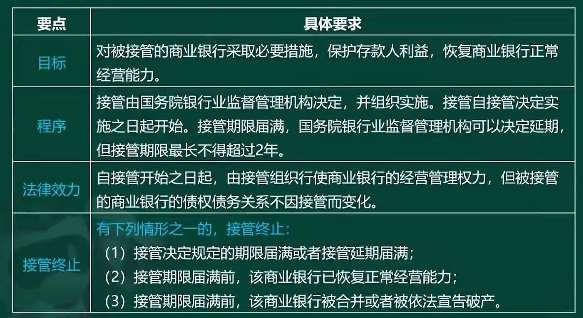 要点
具体要求
目标
对被接管的商业银行采取必要措施，保护存款人利益，恢复商业银行正常
经营能力。
程序
接管由国务院银行业监督管理机构决定，并组织实施。接管自接管决定实
施之日起开始。接管期限届满，国务院银行业监督管理机构可以决定延期，
但接管期限最长不得超过2年。
法律效力
自接管开始之日起，由接管组织行使商业银行的经营管理权力，但被接管
的商业银行的债权债务关系不因接管而变化。
接管终止
有下列情形之一的，接管终止：
（1）接管决定规定的期限届满或者接管延期届满；
（2）接管期限届满前，该商业银行已恢复正常经营能力；
（3）接管期限届满前，该商业银行被合并或者被依法宣告破产。